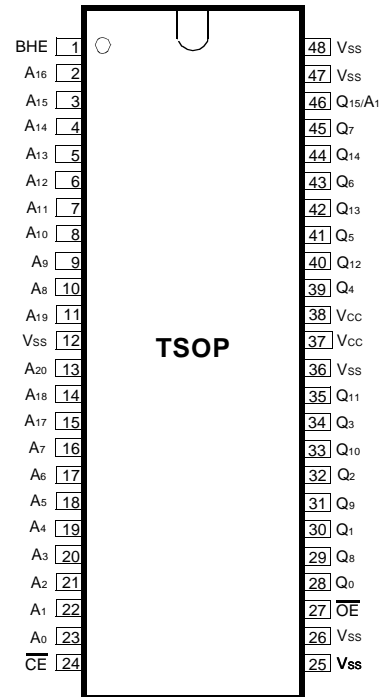 BHE 1 48 VSS
A16 2 47 VSS
A15 3 46 Q15/A1
A14 4 45 Q7
A13 5 44 Q14
A12 6 43 Q6
A11 7 42 Q13
A10 8 41 Q5
A9 9 40 Q12
A8 10 39 Q4
A19 11 38 VCC
VSS 12 37 VCC
TSOP
A20 13 36 VSS
A18 14 35 Q11
A17 15 34 Q3
A7 16 33 Q10
A6 17 32 Q2
A5 18 31 Q9
A4 19 30 Q1
A3 20 29 Q8
A2 21 28 Q0
A1 22 27 OE
A0 23 26 VSS
CE 24 25 VSS